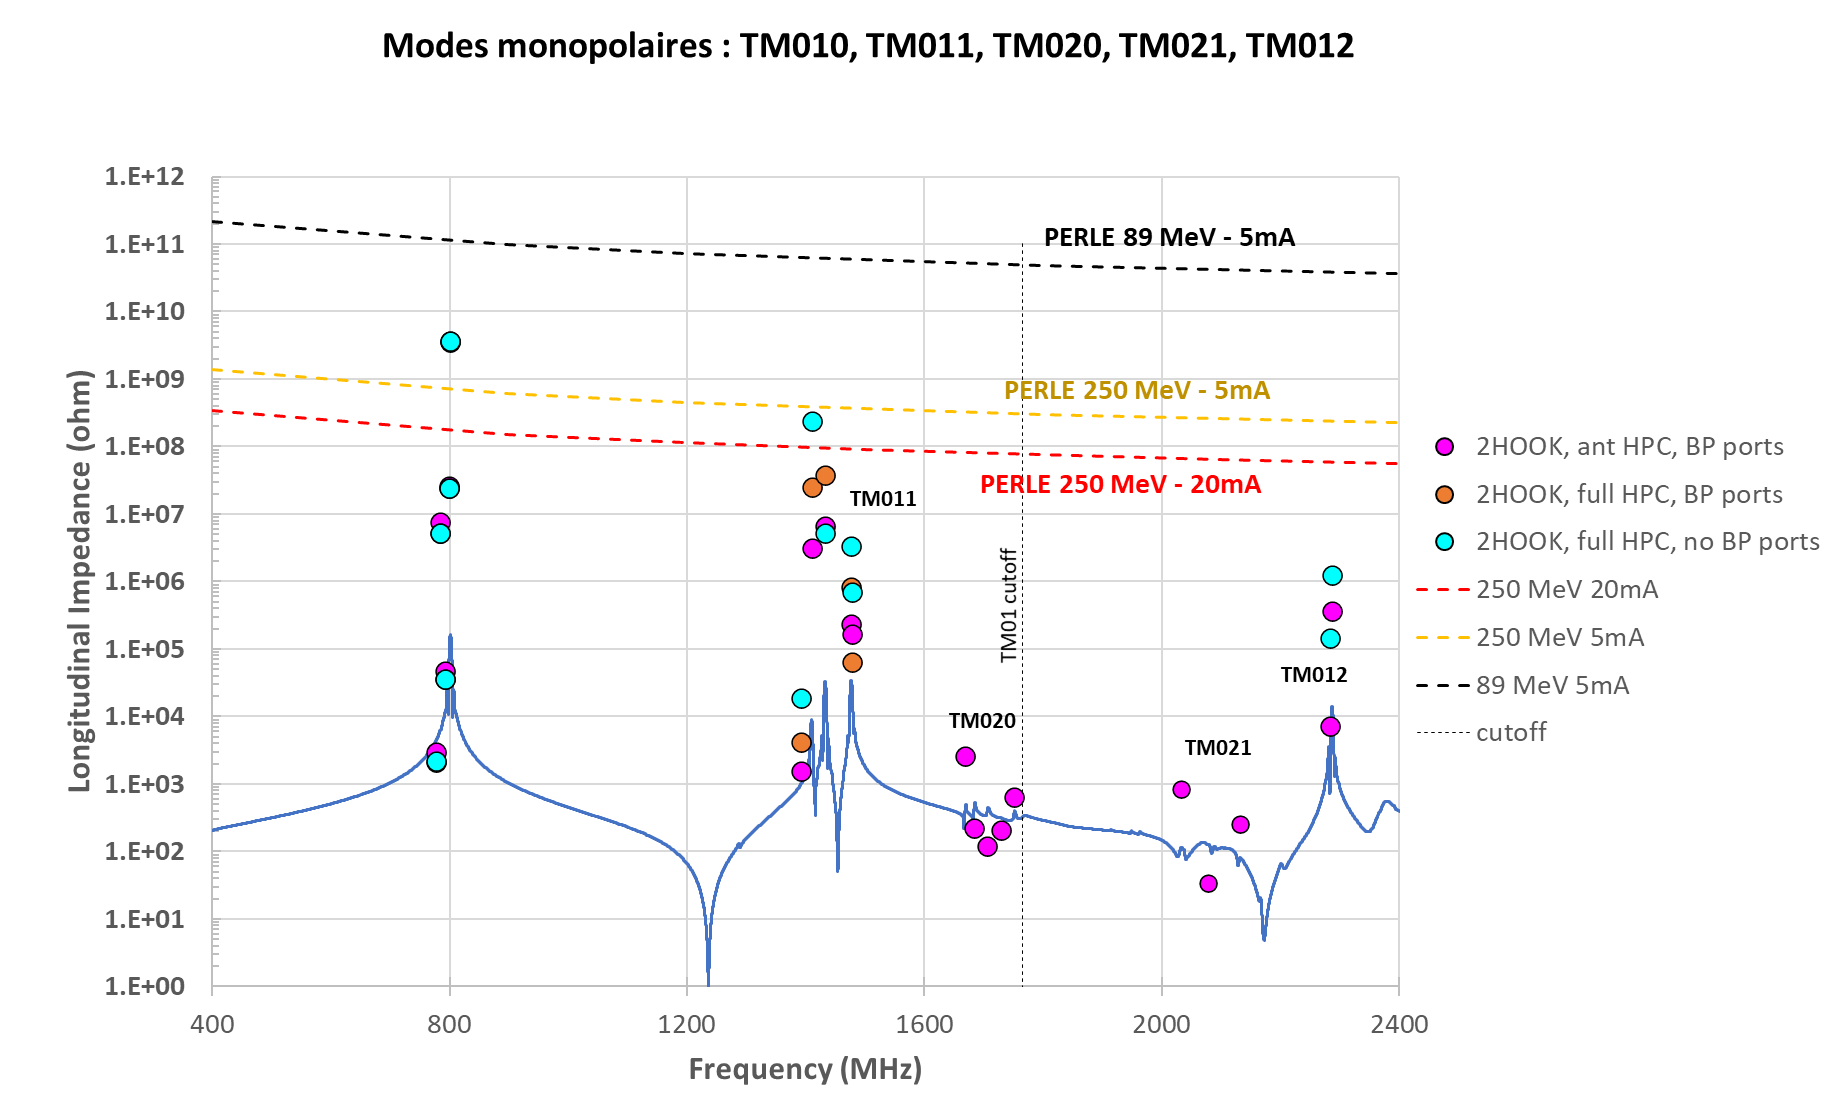 Modes monopolaires : TM010, TM011, TM020, TM021, TM012
1.E+12
1.E+11
1.E+10
1.E+09
1.E+08
1.E+07
1.E+06
1.E+05
1.E+04
1.E+03
1.E+02
1.E+01
1.E+00
Longitudinal Impedance (ohm)
400
800
1200
1600
2000
2400
Frequency (MHz)
PERLE 89 MeV - 5mA
PERLE 250 MeV - 5mA
PERLE 250 MeV - 20mA
TM011
TM01 cutoff
TM020
TM021
TM012
2HOOK, ant HPC, BP ports
2HOOK, full HPC, BP ports
2HOOK, full HPC, no BP ports
250 MeV 20mA
250 MeV 5mA
89 MeV 5mA
cutoff